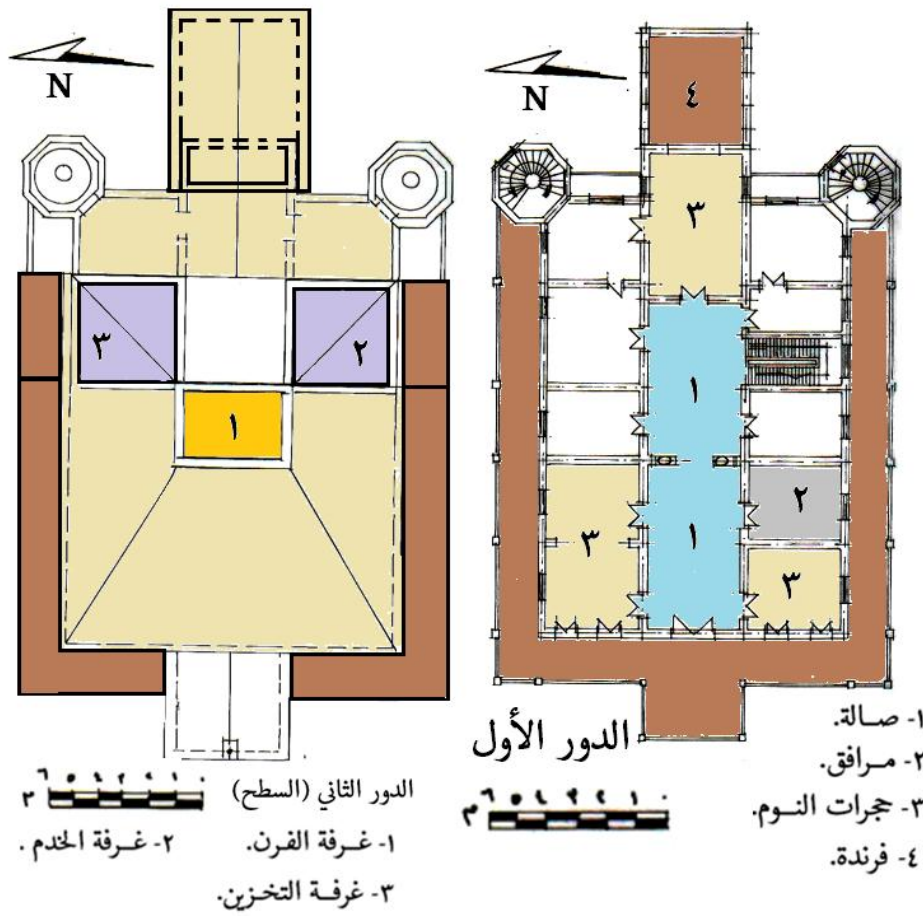 N
N
٤
٣
٣
٢
١
١
١
٢
٣
٣
الدور الأول
١- صالة.
٢- مرافق.
٣- حجرات النوم.
٤- فرندة.
٠ ١ ٢ ٣ ٤ ٥ ٦ م
الدور الثاني (السطح)
٠ ١ ٢ ٣ ٤ ٥ ٦ م
١- غرفة الفرن. ٢- غرفة الخدم.
٣- غرفة التخزين.